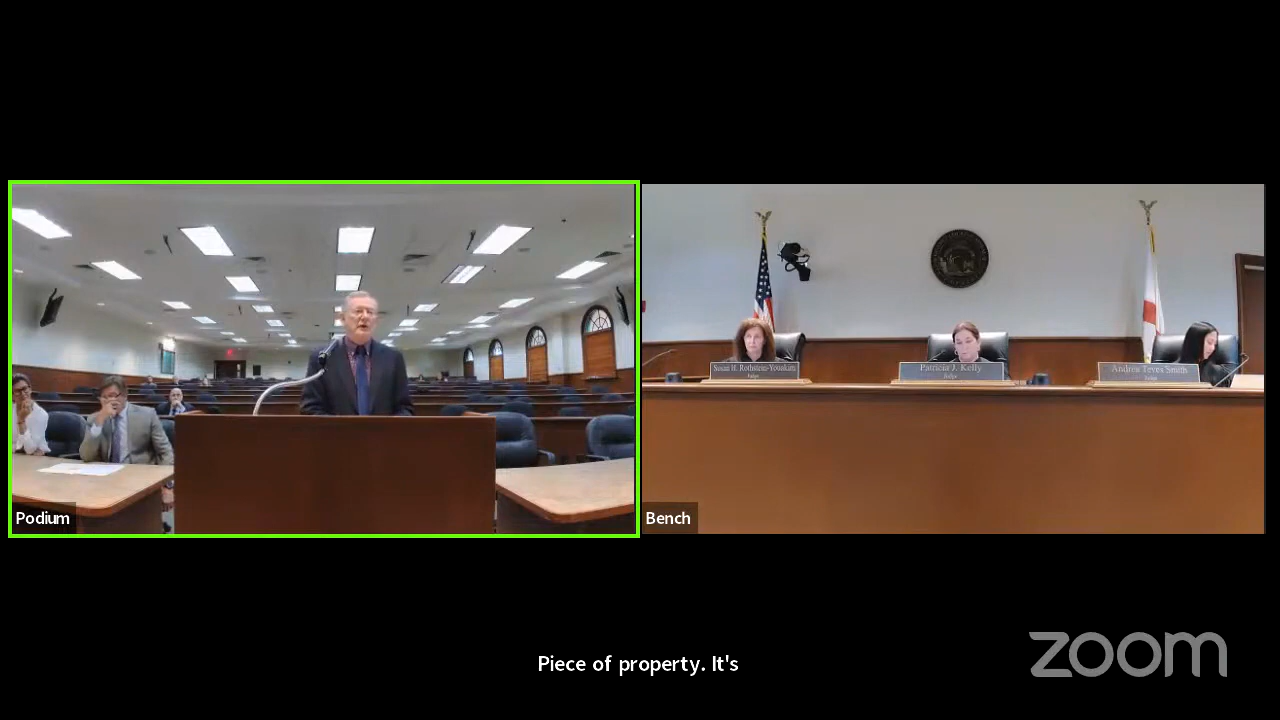 Susan H. Rothstein-Youakim
Judge
Patricia J. Kelly
Judge
Andrea Teves Smith
Judge
Podium
Bench
Piece of property. It's
zoom